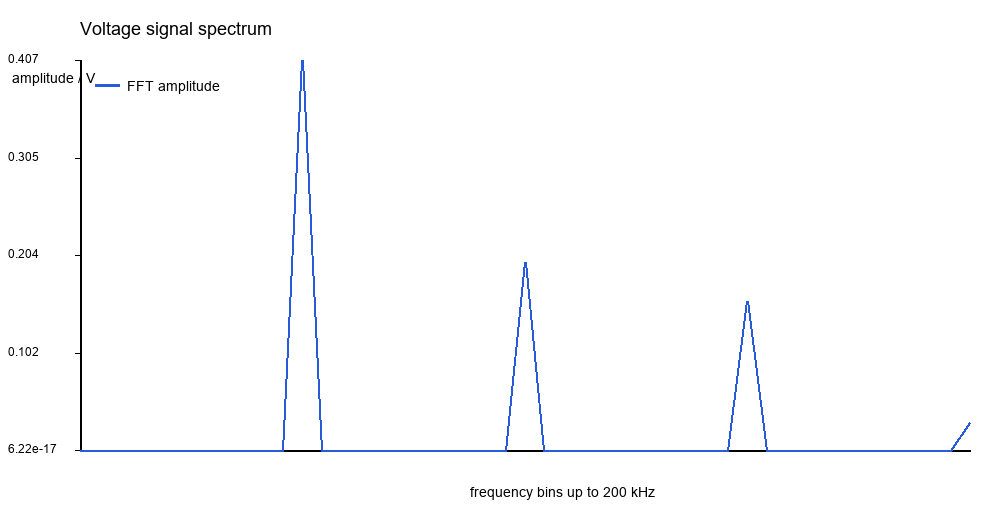 Voltage signal spectrum
0.407
amplitude / V
FFT amplitude
0.305
0.204
0.102
6.22e-17
frequency bins up to 200 kHz